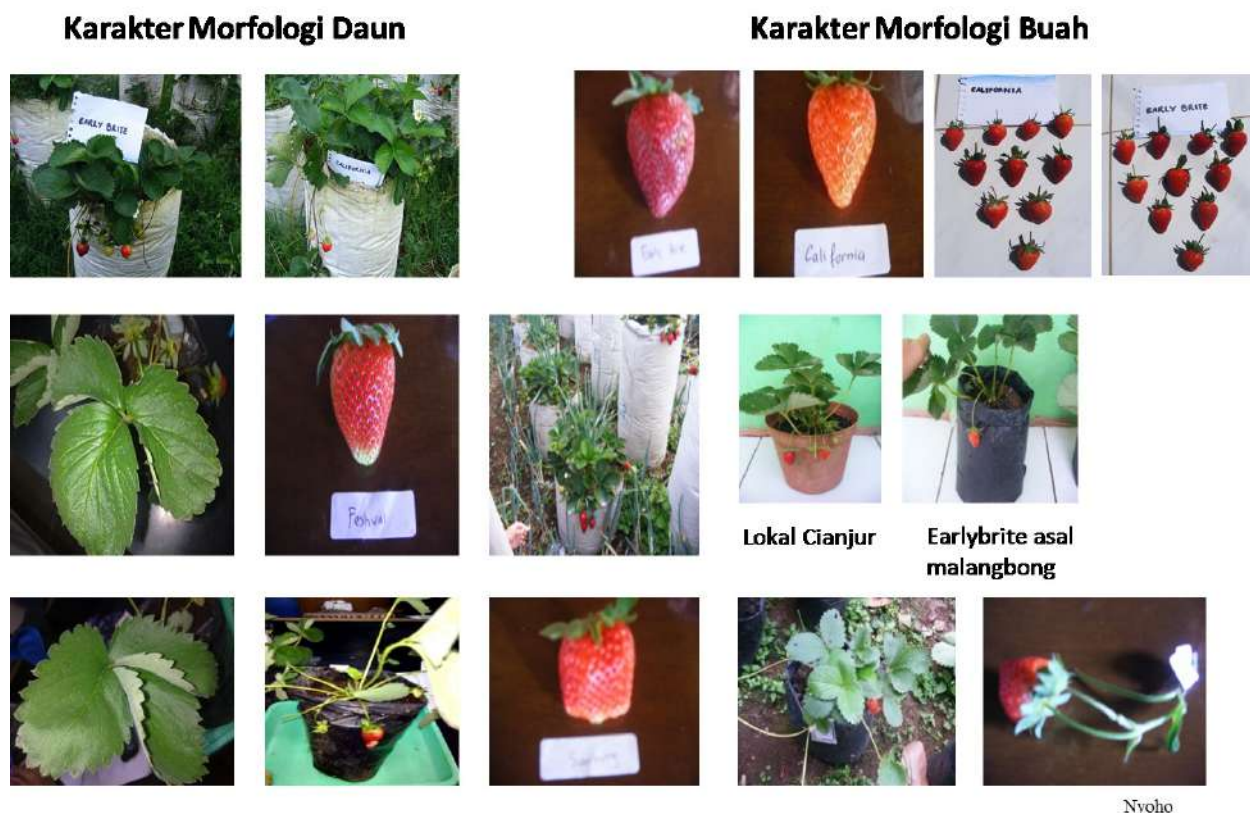 Karakter Morfologi Daun
Karakter Morfologi Buah
EARLY BRITE
CALIFORNIA
California
CALIFORNIA
EARLY BRITE
Lokal Cianjur
Earlybrite asal
malangbong
Nyoho